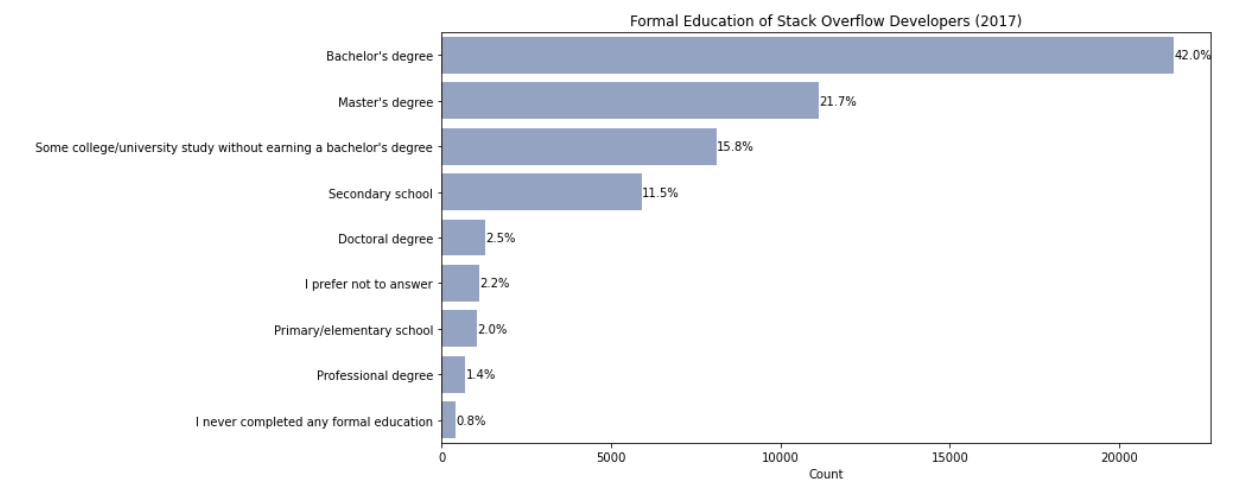 Formal Education of Stack Overflow Developers (2017)
Bachelor's degree 42.0%
Master's degree 21.7%
Some college/university study without earning a bachelor's degree 15.8%
Secondary school 11.5%
Doctoral degree 2.5%
I prefer not to answer 2.2%
Primary/elementary school 2.0%
Professional degree 1.4%
I never completed any formal education 0.8%
0 5000 10000 15000 20000
Count